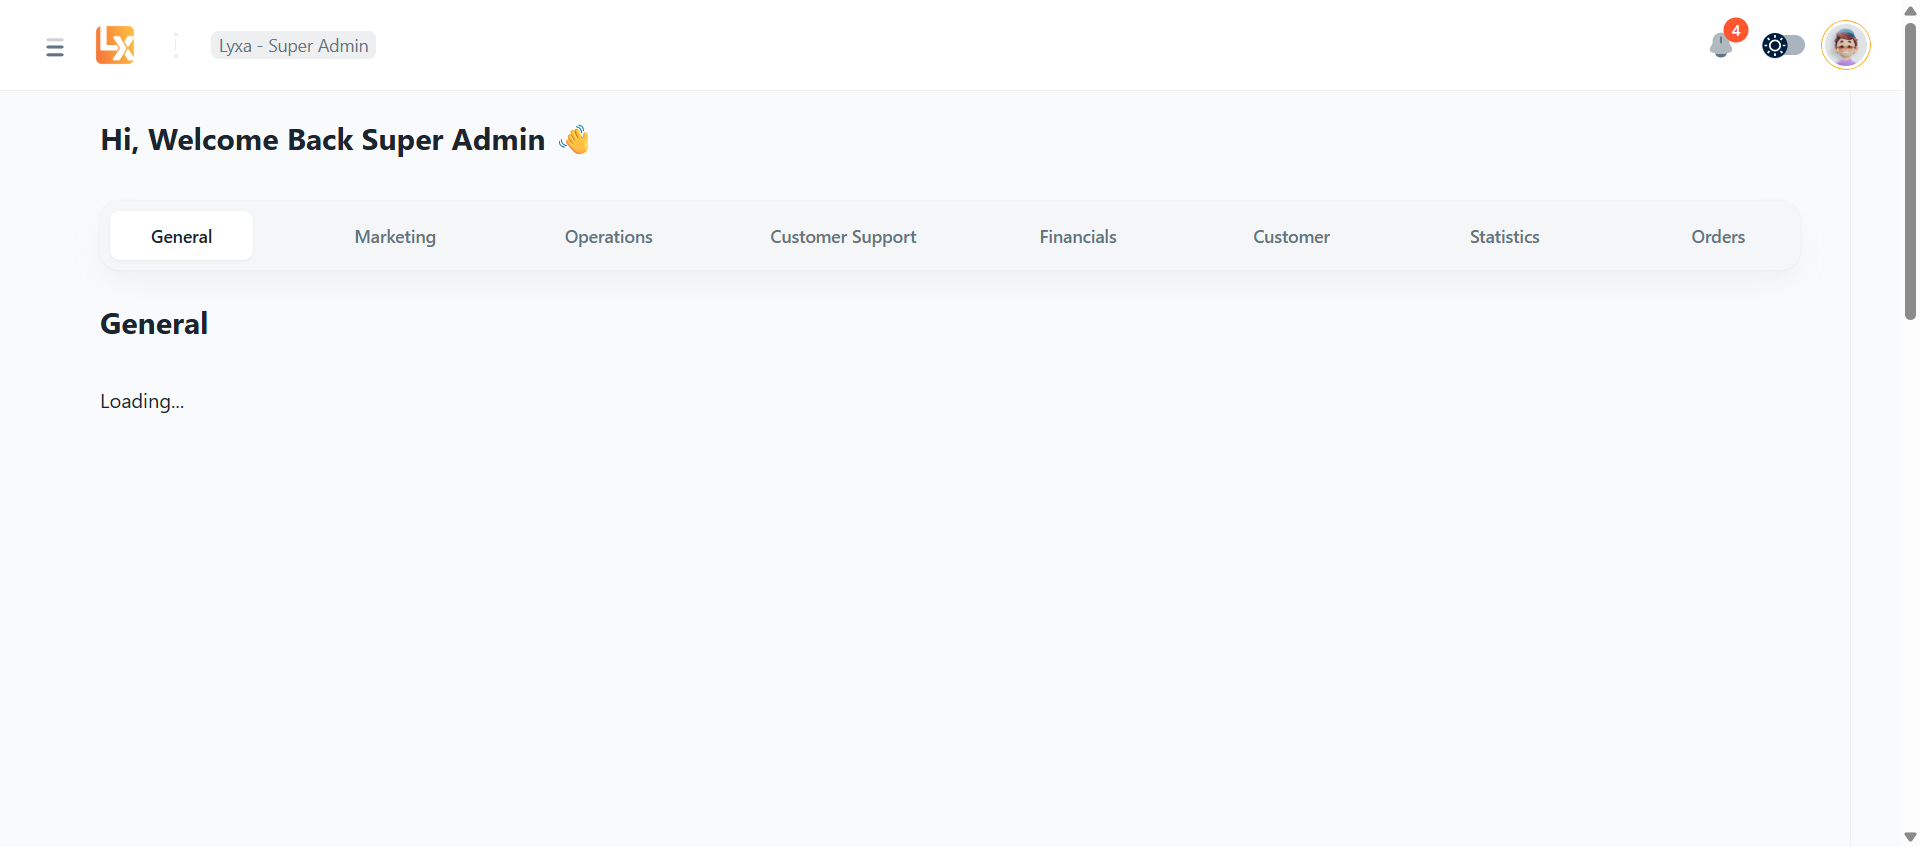 LX
Lyxa - Super Admin
4
Hi, Welcome Back Super Admin 👋
General
Marketing
Operations
Customer Support
Financials
Customer
Statistics
Orders
General
Loading...